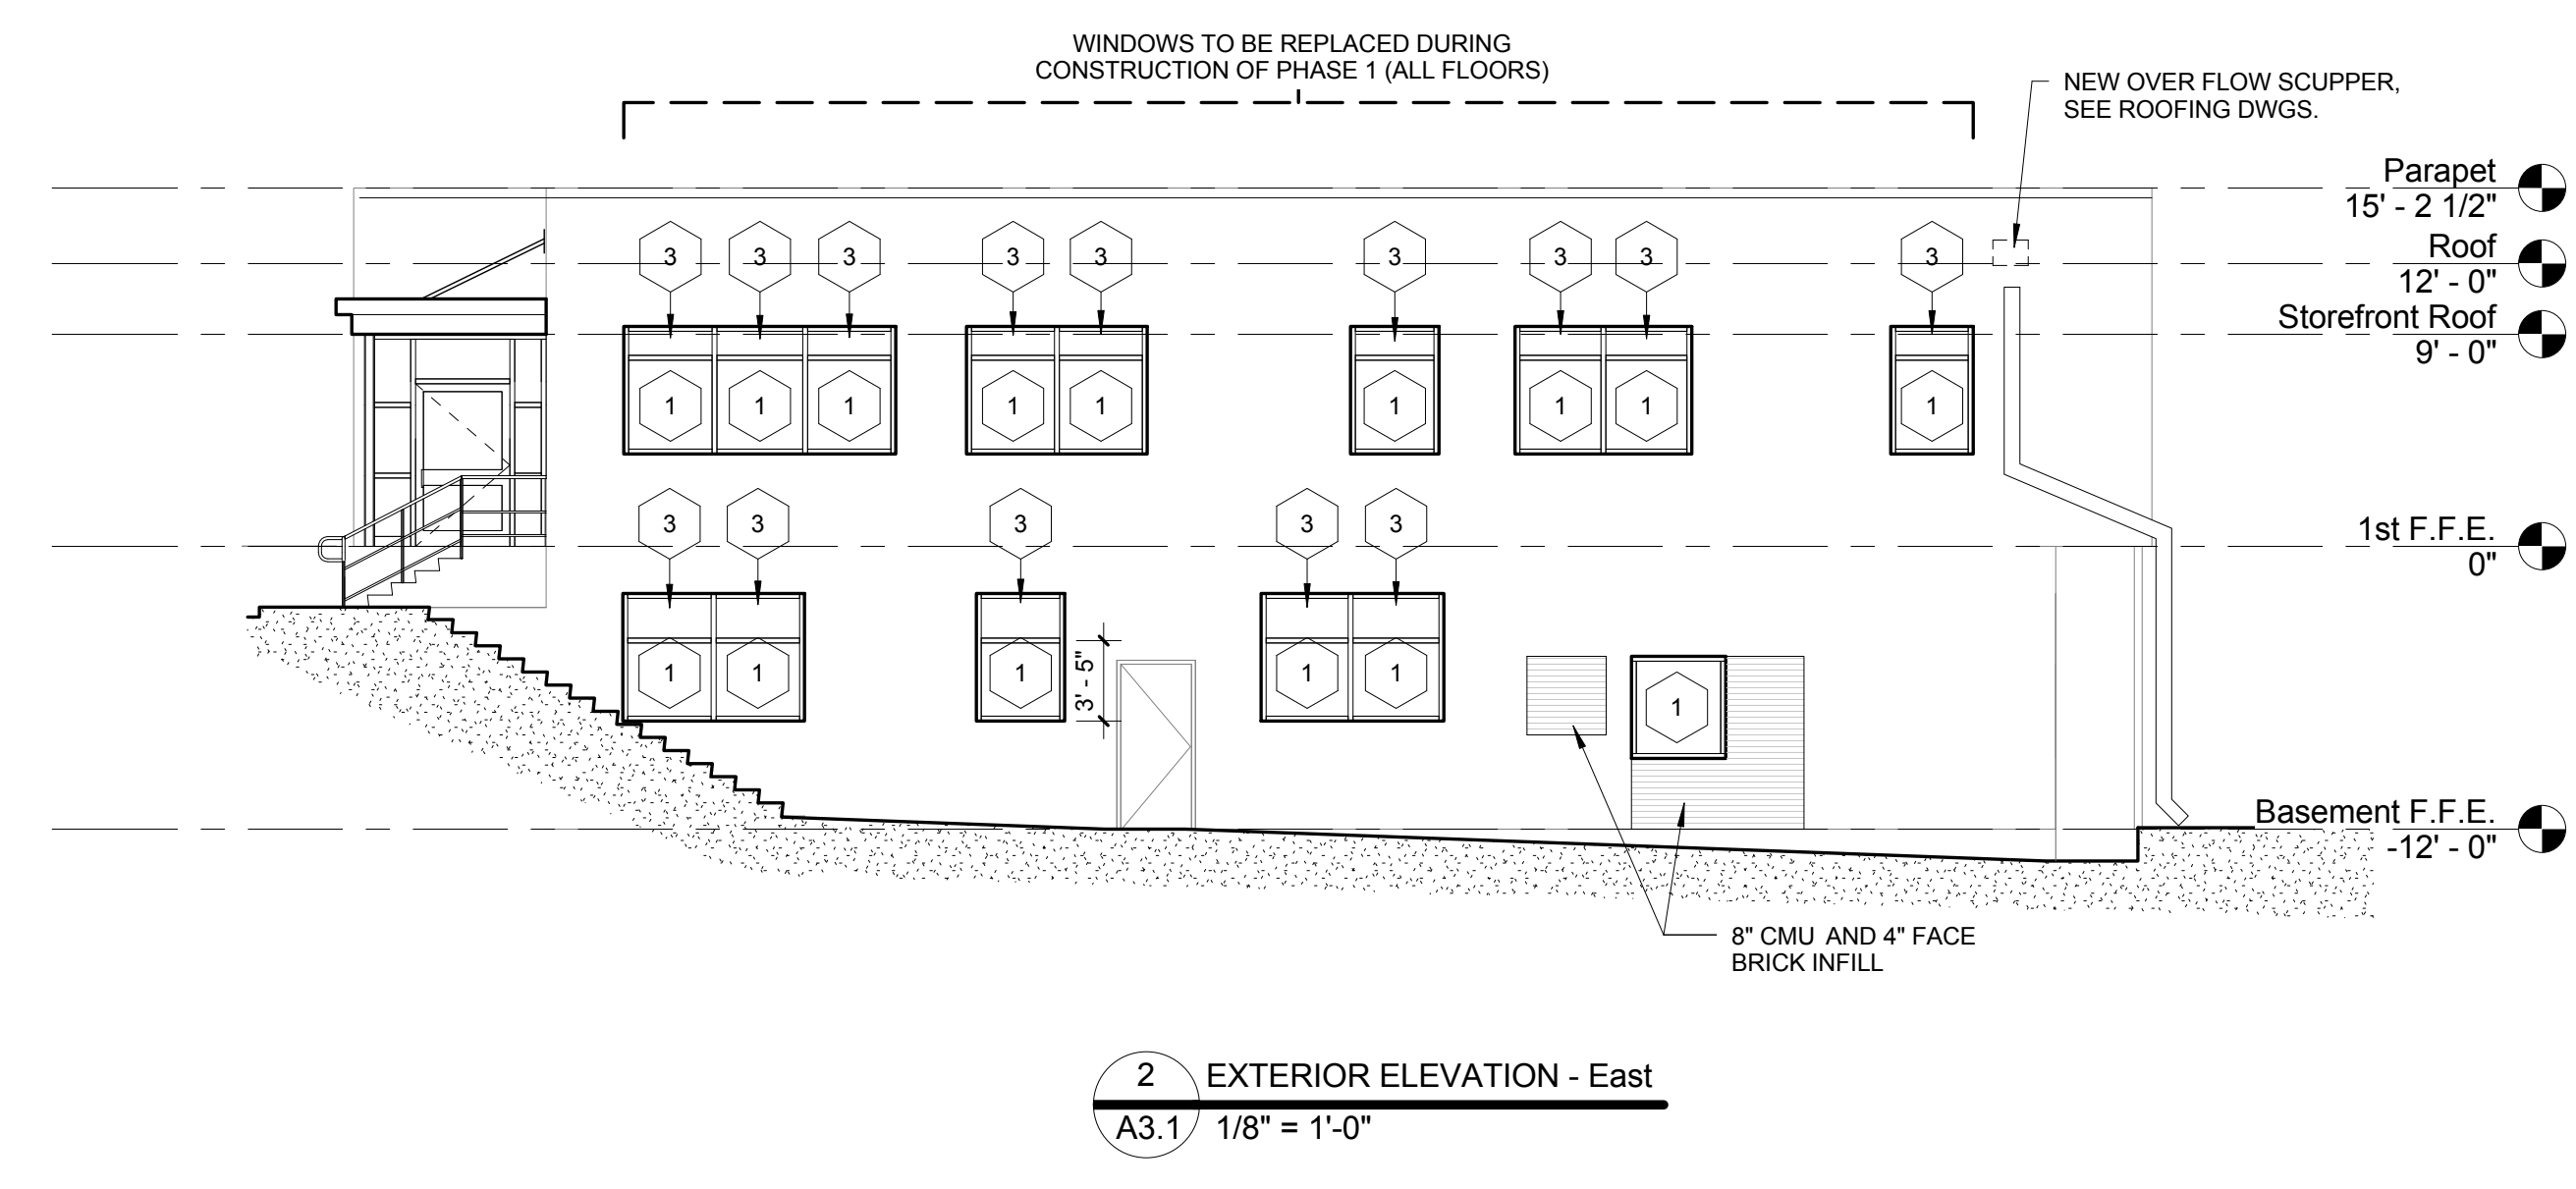 WINDOWS TO BE REPLACED DURING
CONSTRUCTION OF PHASE 1 (ALL FLOORS)
NEW OVER FLOW SCUPPER,
SEE ROOFING DWGS.
Parapet
15' - 2 1/2"
Roof
12' - 0"
Storefront Roof
9' - 0"
3 3 3 3 3 3 3 3 3
1 1 1 1 1 1 1 1 1
1st F.F.E.
0"
3 3 3 3 3
1 1 1 1 1 1
3' - 5"
Basement F.F.E.
-12' - 0"
8" CMU AND 4" FACE
BRICK INFILL
2 EXTERIOR ELEVATION - East
A3.1 1/8" = 1'-0"